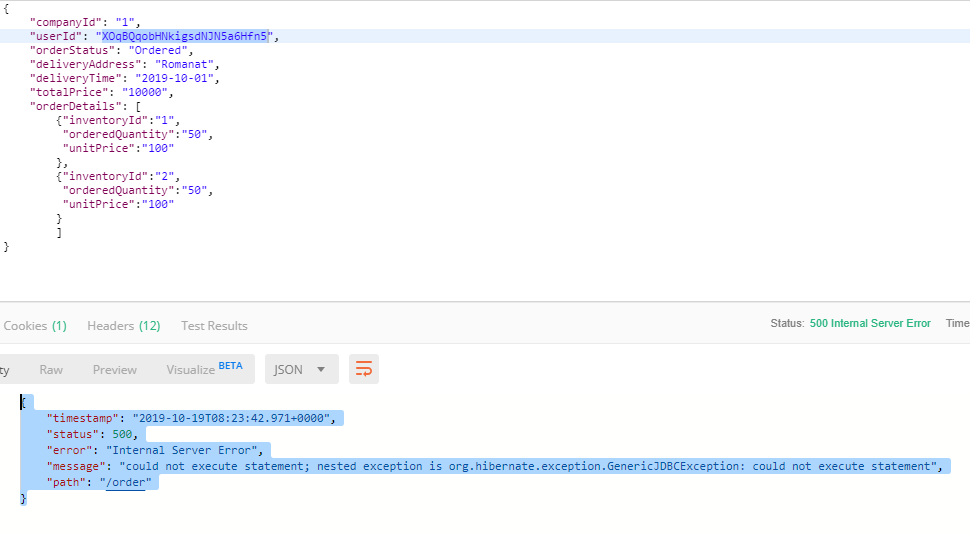 {
"companyId": "1",
"userId": "XOqBQqobHNkigsdNJN5a6Hfn5",
"orderStatus": "Ordered",
"deliveryAddress": "Romanat",
"deliveryTime": "2019-10-01",
"totalPrice": "10000",
"orderDetails": [
{"inventoryId":"1",
"orderedQuantity":"50",
"unitPrice":"100"
},
{"inventoryId":"2",
"orderedQuantity":"50",
"unitPrice":"100"
}
]
}
Cookies (1) Headers (12) Test Results Status: 500 Internal Server Error Time
ty Raw Preview Visualize BETA JSON
{
"timestamp": "2019-10-19T08:23:42.971+0000",
"status": 500,
"error": "Internal Server Error",
"message": "could not execute statement; nested exception is org.hibernate.exception.GenericJDBCException: could not execute statement",
"path": "/order"
}